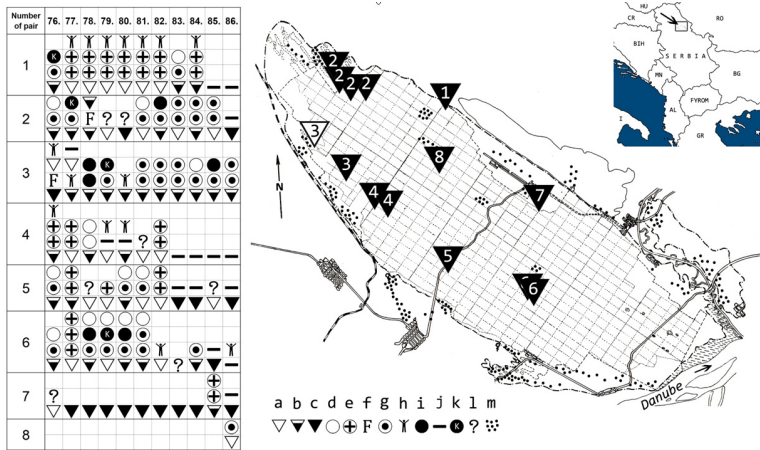 Number of pair 76. 77. 78. 79. 80. 81. 82. 83. 84. 85. 86.
1
K
2
K
F ? ?
3
K
F
4
?
5
? ?
6
K
?
7
?
8
2
2
2 2
1
3
3
8
4
4
7
5
6
N
a b c d e f g h i j k l m
F K ?
Danube
HU
RO
CR
BIH
SERBIA
MN
BG
AL
FYROM
I
GR